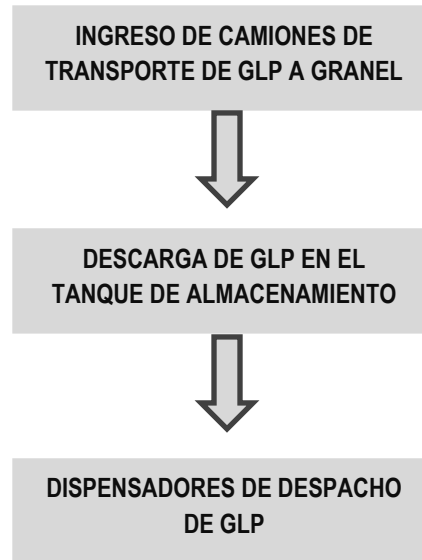 INGRESO DE CAMIONES DE
TRANSPORTE DE GLP A GRANEL
DESCARGA DE GLP EN EL
TANQUE DE ALMACENAMIENTO
DISPENSADORES DE DESPACHO
DE GLP